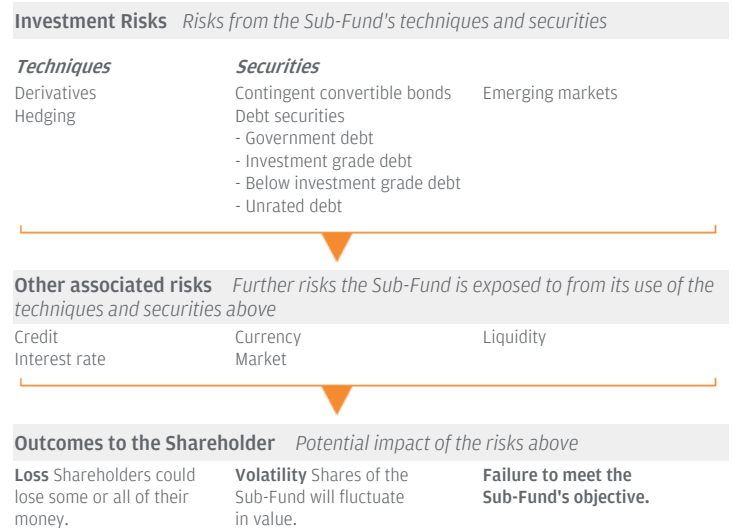 Investment Risks Risks from the Sub-Fund's techniques and securities
Techniques Securities
Derivatives Contingent convertible bonds Emerging markets
Hedging Debt securities
- Government debt
- Investment grade debt
- Below investment grade debt
- Unrated debt
Other associated risks Further risks the Sub-Fund is exposed to from its use of the
techniques and securities above
Credit Currency Liquidity
Interest rate Market
Outcomes to the Shareholder Potential impact of the risks above
Loss Shareholders could
lose some or all of their
money.
Volatility Shares of the
Sub-Fund will fluctuate
in value.
Failure to meet the
Sub-Fund's objective.